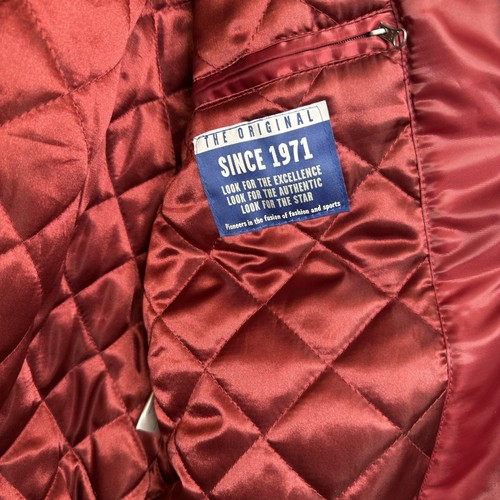 THE ORIGINAL
SINCE 1971
LOOK FOR THE EXCELLENCE
LOOK FOR THE AUTHENTIC
LOOK FOR THE STAR
Pioneers in the fusion of fashion and sports